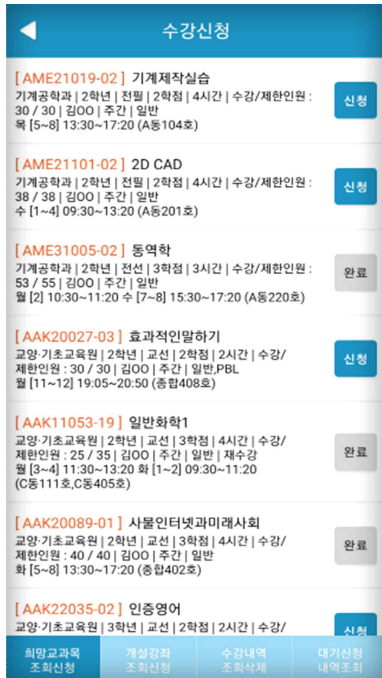 수강신청
[ AME21019-02 ] 기계제작실습
기계공학과 | 2학년 | 전필 | 2학점 | 4시간 | 수강/제한인원 :
30 / 30 | 김OO | 주간 | 일반
목 [5~8] 13:30~17:20 (A동104호)
신청
[ AME21101-02 ] 2D CAD
기계공학과 | 2학년 | 전필 | 2학점 | 4시간 | 수강/제한인원 :
38 / 38 | 김OO | 주간 | 일반
수 [1~4] 09:30~13:20 (A동201호)
신청
[ AME31005-02 ] 동역학
기계공학과 | 2학년 | 전선 | 3학점 | 3시간 | 수강/제한인원 :
53 / 55 | 김OO | 주간 | 일반
월 [2] 10:30~11:20 수 [7~8] 15:30~17:20 (A동220호)
완료
[ AAK20027-03 ] 효과적인말하기
교양·기초교육원 | 2학년 | 교선 | 2학점 | 2시간 | 수강/
제한인원 : 30 / 30 | 김OO | 주간 | 일반,PBL
월 [11~12] 19:05~20:50 (종합408호)
신청
[ AAK11053-19 ] 일반화학1
교양·기초교육원 | 2학년 | 교선 | 3학점 | 4시간 | 수강/
제한인원 : 25 / 35 | 김OO | 주간 | 일반 | 재수강
월 [3~4] 11:30~13:20 화 [1~2] 09:30~11:20
(C동111호,C동405호)
완료
[ AAK20089-01 ] 사물인터넷과미래사회
교양·기초교육원 | 2학년 | 교선 | 3학점 | 4시간 | 수강/
제한인원 : 40 / 40 | 김OO | 주간 | 일반
화 [5~8] 13:30~17:20 (종합402호)
완료
[ AAK22035-02 ] 인증영어
교양·기초교육원 | 3학년 | 교선 | 2학점 | 2시간 | 수강/
신청
희망교과목
조회신청
개설강좌
조회신청
수강내역
조회삭제
대기신청
내역조회